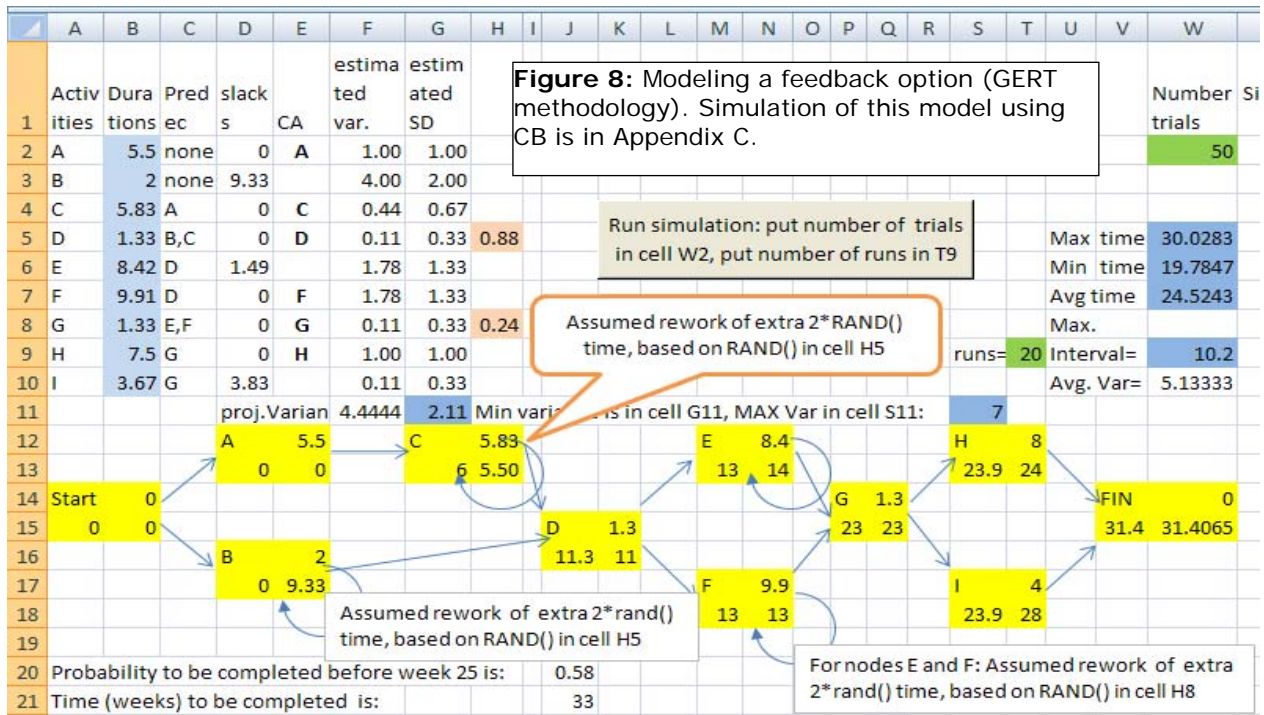 A B C D E F G H I J K L M N O P Q R S T U V W
estima estim
ted ated
Activ Dura Pred slack
Number Si
1 ities tions ec s CA var. SD trials
Figure 8: Modeling a feedback option (GERT
methodology). Simulation of this model using
CB is in Appendix C.
2 A 5.5 none 0 A 1.00 1.00 50
3 B 2 none 9.33 4.00 2.00
4 C 5.83 A 0 C 0.44 0.67
5 D 1.33 B,C 0 D 0.11 0.33 0.88 Max time 30.0283
Run simulation: put number of trials
in cell W2, put number of runs in T9
6 E 8.42 D 1.49 1.78 1.33 Min time 19.7847
7 F 9.91 D 0 F 1.78 1.33 Avg time 24.5243
8 G 1.33 E,F 0 G 0.11 0.33 0.24 Max.
Assumed rework of extra 2*RAND()
time, based on RAND() in cell H5
9 H 7.5 G 0 H 1.00 1.00 runs= 20 Interval= 10.2
10 I 3.67 G 3.83 0.11 0.33 Avg. Var= 5.13333
11 proj.Varian 4.4444 2.11 Min vari is in cell G11, MAX Var in cell S11: 7
12 A 5.5 C 5.83 E 8.4 H 8
13 0 0 6 5.50 13 14 23.9 24
14 Start 0 G 1.3 FIN 0
15 0 0 D 1.3 23 23 31.4 31.4065
16 B 2 11.3 11
17 0 9.33 F 9.9 I 4
18 13 13 23.9 28
Assumed rework of extra 2*rand()
time, based on RAND() in cell H5
19
For nodes E and F: Assumed rework of extra
2*rand() time, based on RAND() in cell H8
20 Probability to be completed before week 25 is: 0.58
21 Time (weeks) to be completed is: 33